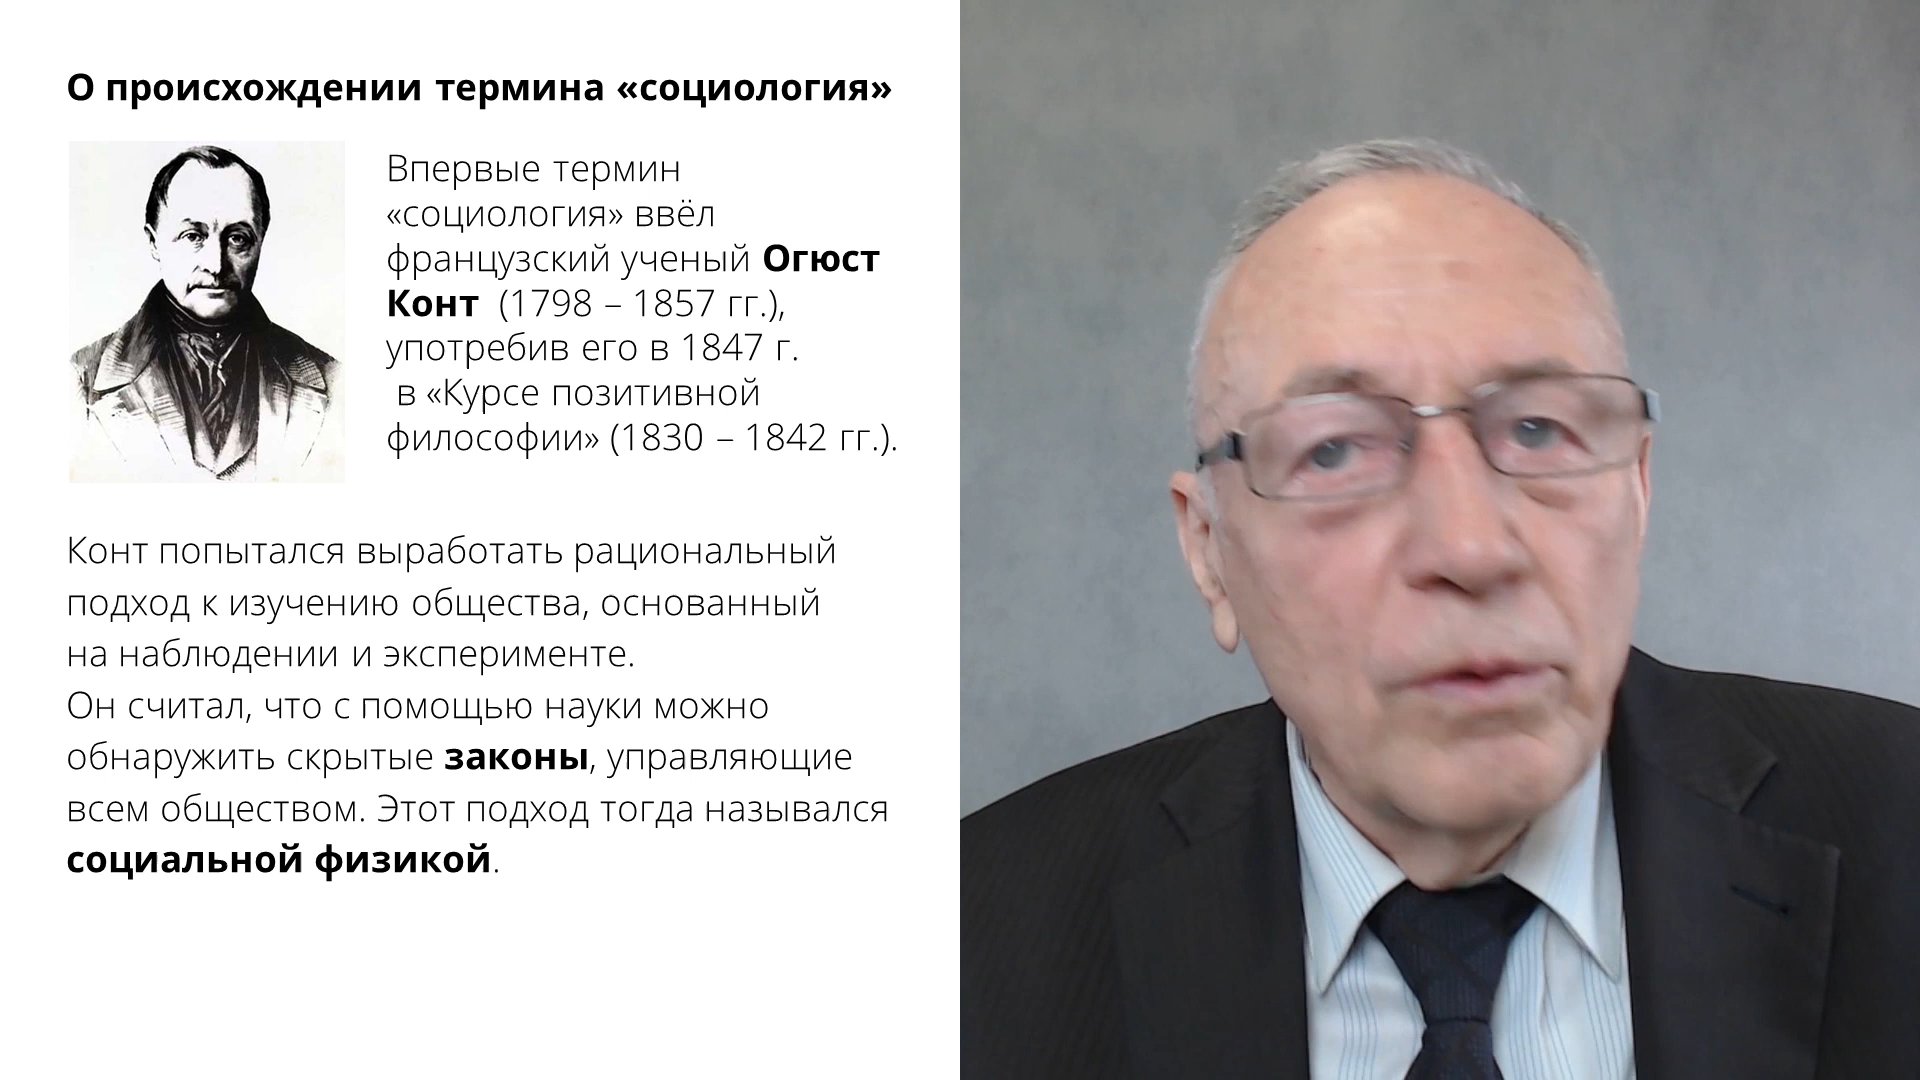 О происхождении термина «социология»
Впервые термин
«социология» ввёл
французский ученый Огюст
Конт (1798 – 1857 гг.),
употребив его в 1847 г.
в «Курсе позитивной
философии» (1830 – 1842 гг.).
Конт попытался выработать рациональный
подход к изучению общества, основанный
на наблюдении и эксперименте.
Он считал, что с помощью науки можно
обнаружить скрытые законы, управляющие
всем обществом. Этот подход тогда назывался
социальной физикой.